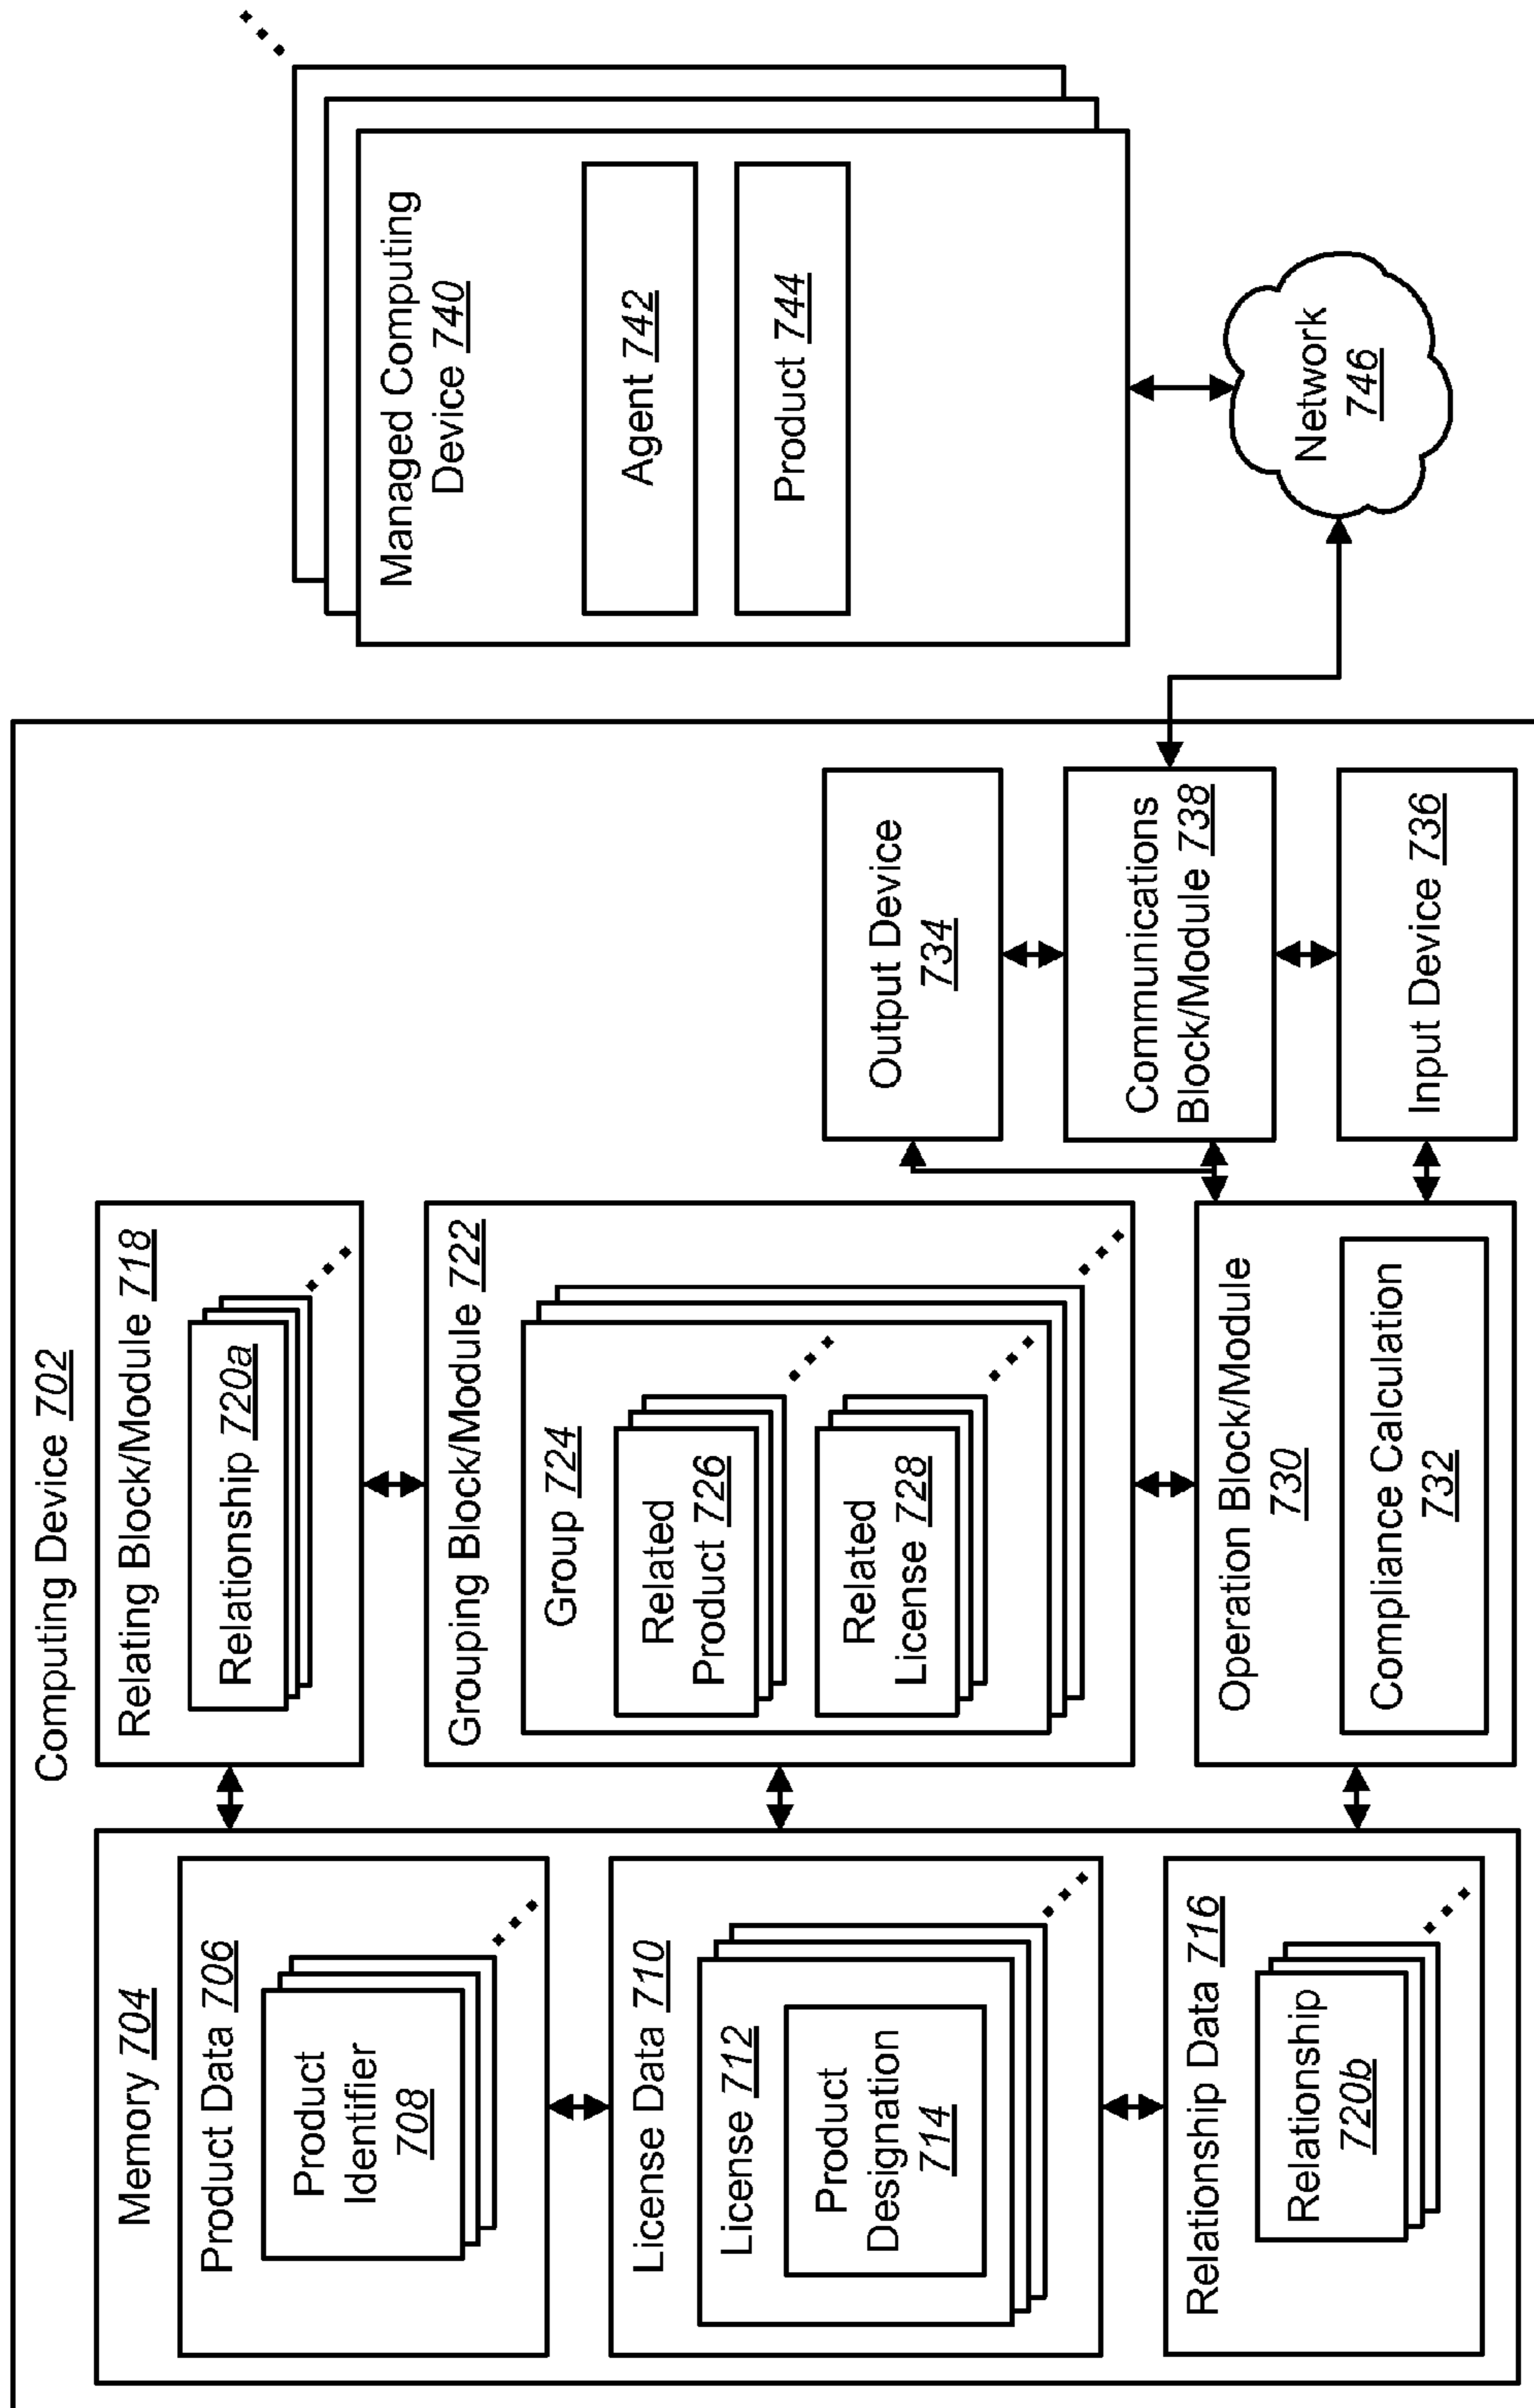 Computing Device 702
Memory 704
Product Data 706
Product
Identifier
708
License Data 710
License 712
Product
Designation
714
Relationship Data 716
Relationship
720b
Relating Block/Module 718
Relationship 720a
Grouping Block/Module 722
Group 724
Related
Product 726
Related
License 728
Operation Block/Module
730
Compliance Calculation
732
Output Device
734
Communications
Block/Module 738
Input Device 736
Managed Computing
Device 740
Agent 742
Product 744
Network
746